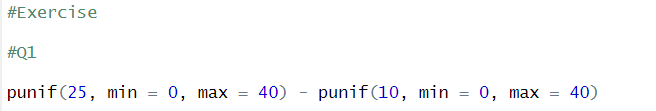 #Exercise
#Q1
punif(25, min = 0, max = 40) - punif(10, min = 0, max = 40)